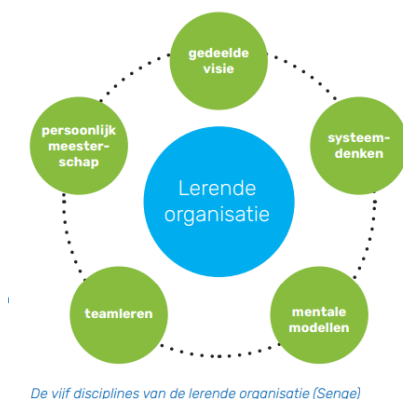 gedeelde
visie
persoonlijk
meester-
schap
systeem-
denken
Lerende
organisatie
teamleren
mentale
modellen
De vijf disciplines van de lerende organisatie (Senge)